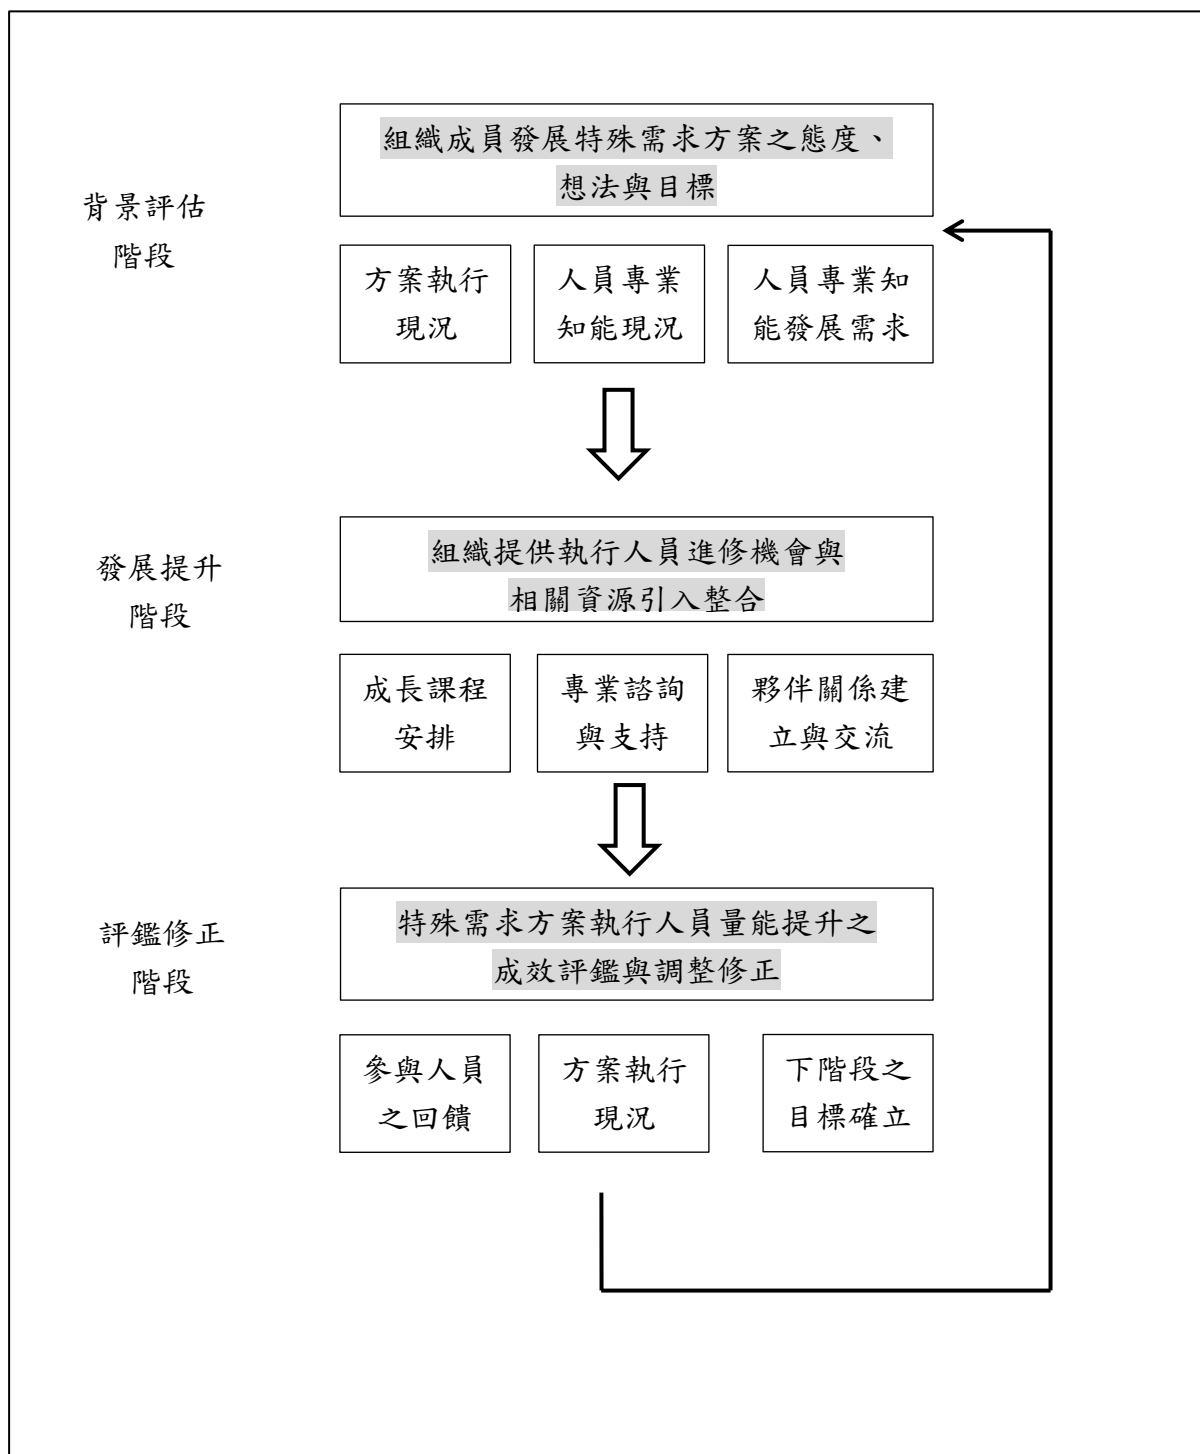 組織成員發展特殊需求方案之態度、
想法與目標
背景評估
階段
方案執行
現況
人員專業
知能現況
人員專業知
能發展需求
組織提供執行人員進修機會與
相關資源引入整合
發展提升
階段
成長課程
安排
專業諮詢
與支持
夥伴關係建
立與交流
特殊需求方案執行人員量能提升之
成效評鑑與調整修正
評鑑修正
階段
參與人員
之回饋
方案執行
現況
下階段之
目標確立